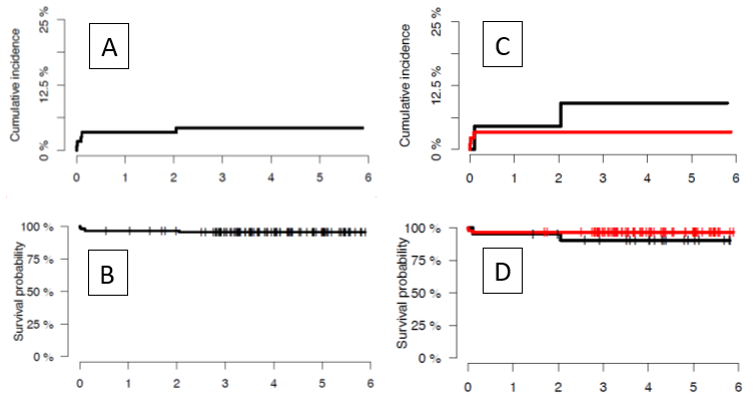 A
Cumulative incidence
25 %
12.5 %
0 %
0 1 2 3 4 5 6
C
Cumulative incidence
25 %
12.5 %
0 %
0 1 2 3 4 5 6
B
Survival probability
100 %
75 %
50 %
25 %
0 %
0 1 2 3 4 5 6
D
Survival probability
100 %
75 %
50 %
25 %
0 %
0 1 2 3 4 5 6